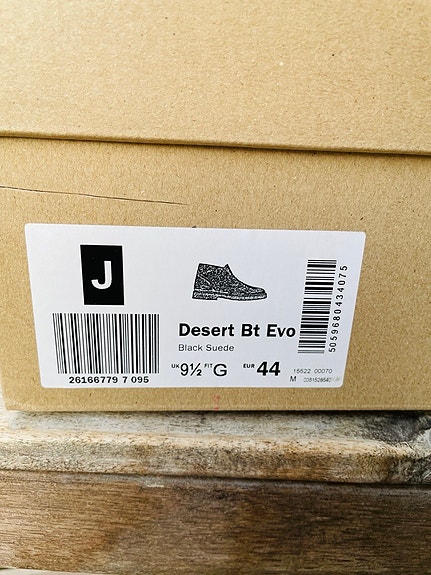 J
Desert Bt Evo
Black Suede
26166779 7 095
UK 9½ FIT G EUR 44
15622 00070
M
5059680434075